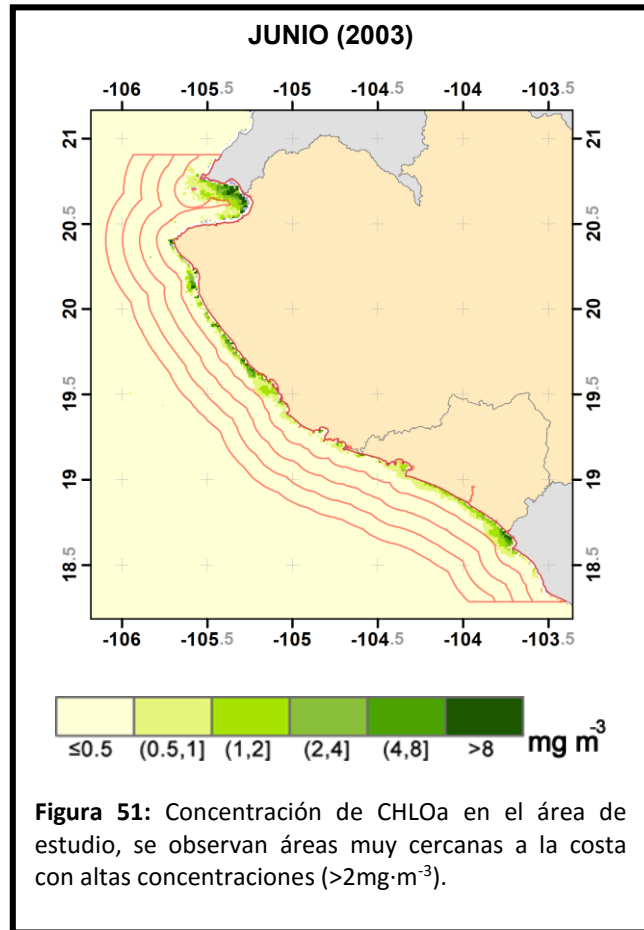 JUNIO (2003)
-106 -105.5 -105 -104.5 -104 -103.5
21
20.5
20
19.5
19
18.5
21
20.5
20
19.5
19
18.5
-106 -105.5 -105 -104.5 -104 -103.5
≤0.5 (0.5,1] (1,2] (2,4] (4,8] >8 mg m⁻³
Figura 51: Concentración de CHLOa en el área de
estudio, se observan áreas muy cercanas a la costa
con altas concentraciones (>2mg·m⁻³).